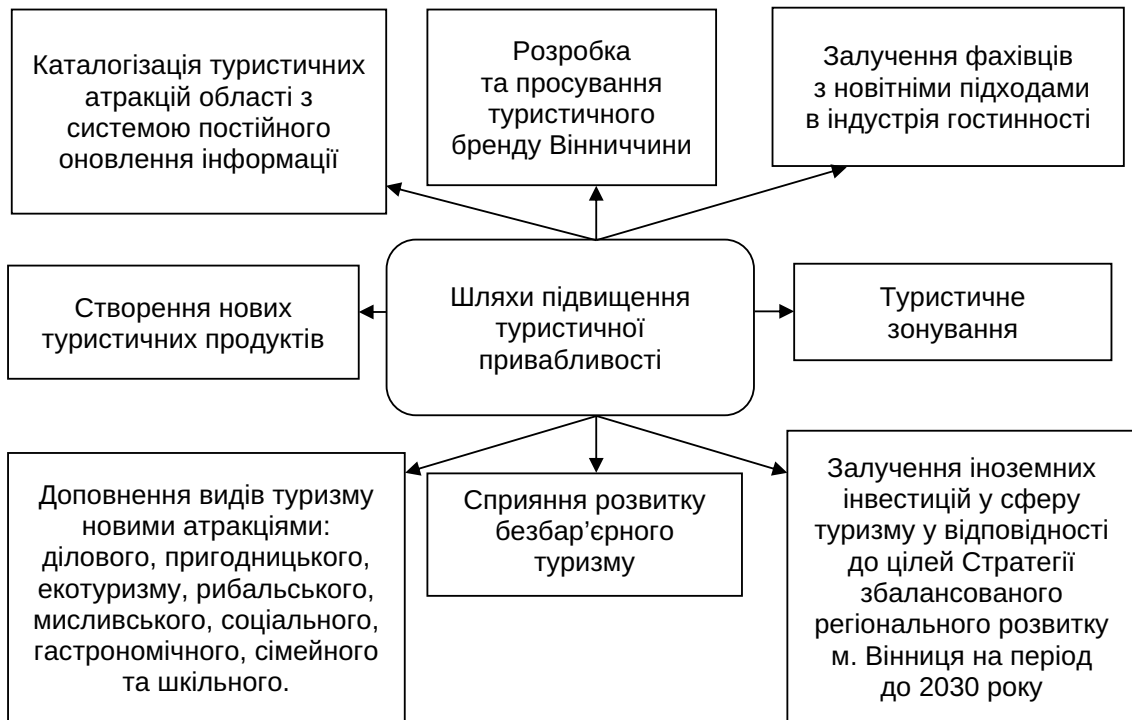 Каталогізація туристичних
атракцій області з
системою постійного
оновлення інформації
Розробка
та просування
туристичного
бренду Вінниччини
Залучення фахівців
з новітніми підходами
в індустрія гостинності
Створення нових
туристичних продуктів
Шляхи підвищення
туристичної
привабливості
Туристичне
зонування
Доповнення видів туризму
новими атракціями:
ділового, пригодницького,
екотуризму, рибальського,
мисливського, соціального,
гастрономічного, сімейного
та шкільного.
Сприяння розвитку
безбар’єрного
туризму
Залучення іноземних
інвестицій у сферу
туризму у відповідності
до цілей Стратегії
збалансованого
регіонального розвитку
м. Вінниця на період
до 2030 року